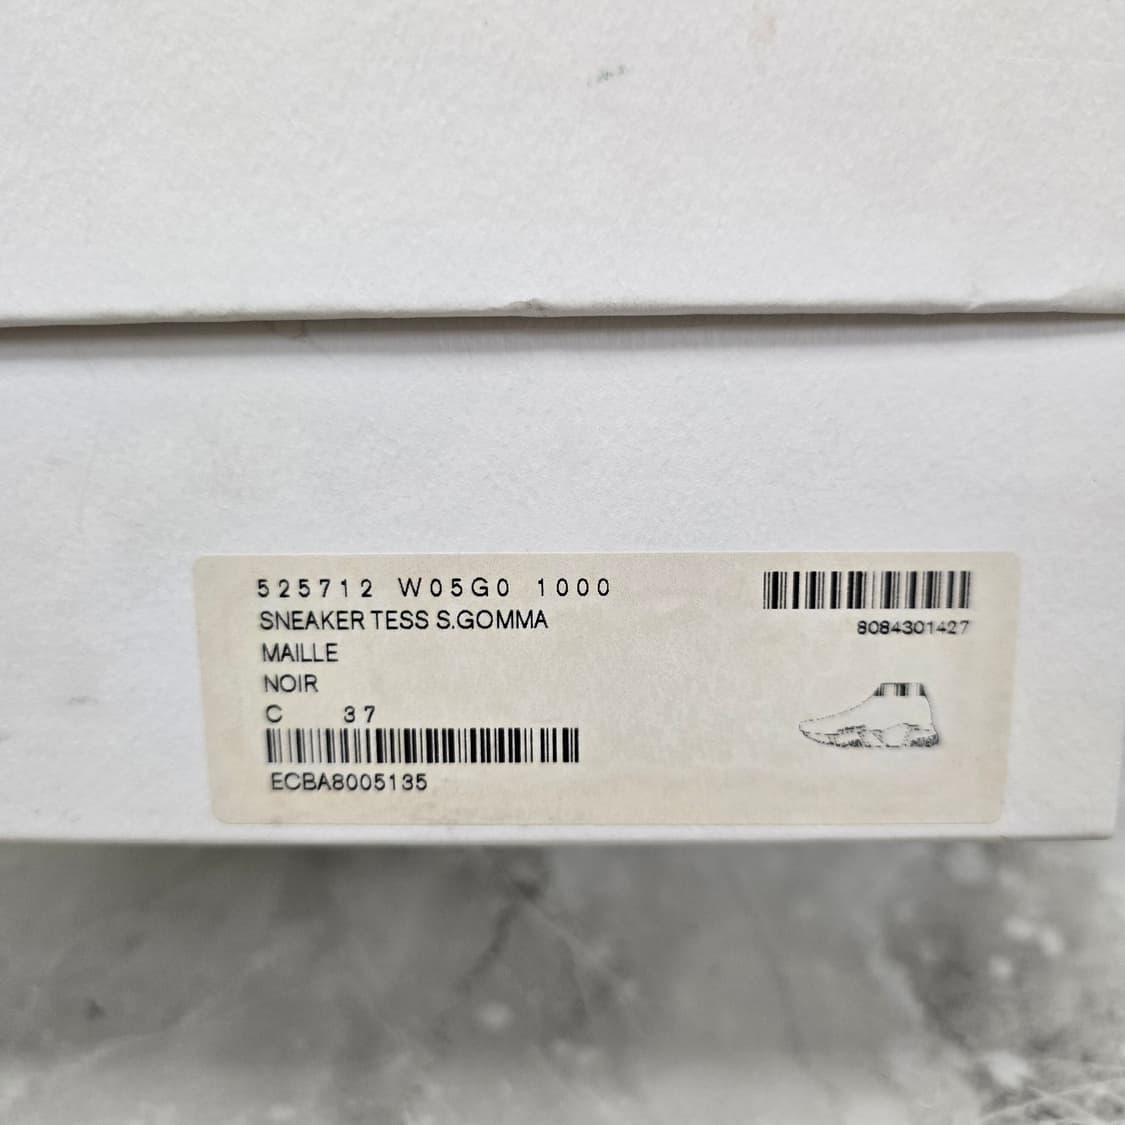 525712 W05G0 1000
SNEAKER TESS S.GOMMA
MAILLE
NOIR
C 37
ECBA8005135
8084301427